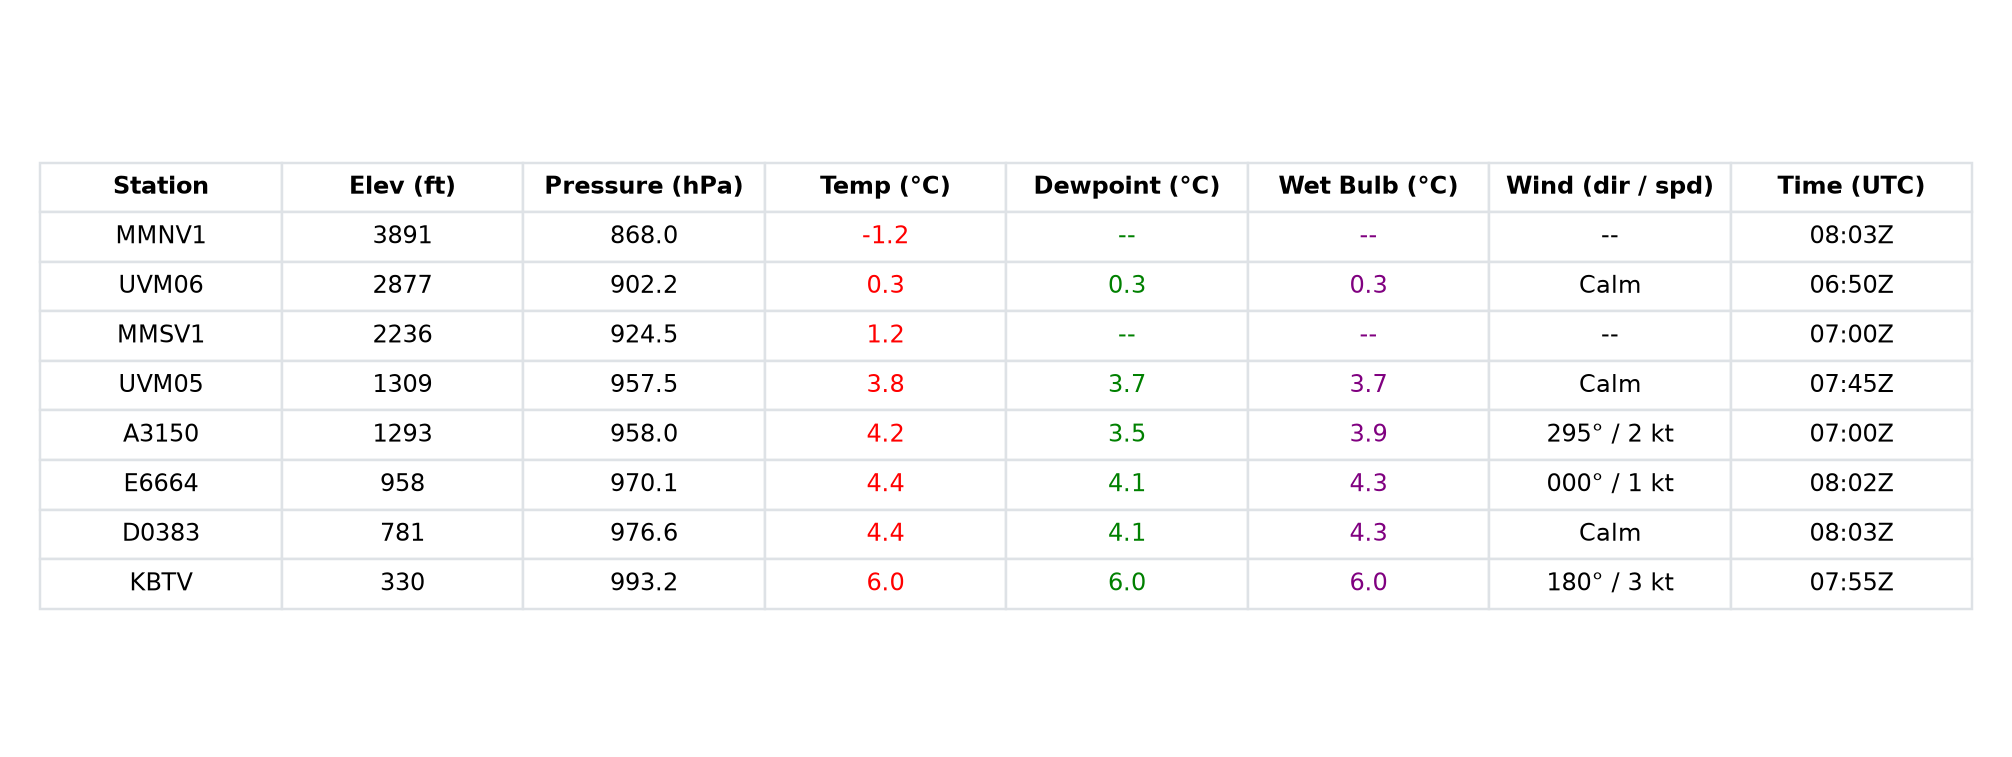 Station Elev (ft) Pressure (hPa) Temp (°C) Dewpoint (°C) Wet Bulb (°C) Wind (dir / spd) Time (UTC)
MMNV1 3891 868.0 -1.2 -- -- -- 08:03Z
UVM06 2877 902.2 0.3 0.3 0.3 Calm 06:50Z
MMSV1 2236 924.5 1.2 -- -- -- 07:00Z
UVM05 1309 957.5 3.8 3.7 3.7 Calm 07:45Z
A3150 1293 958.0 4.2 3.5 3.9 295° / 2 kt 07:00Z
E6664 958 970.1 4.4 4.1 4.3 000° / 1 kt 08:02Z
D0383 781 976.6 4.4 4.1 4.3 Calm 08:03Z
KBTV 330 993.2 6.0 6.0 6.0 180° / 3 kt 07:55Z